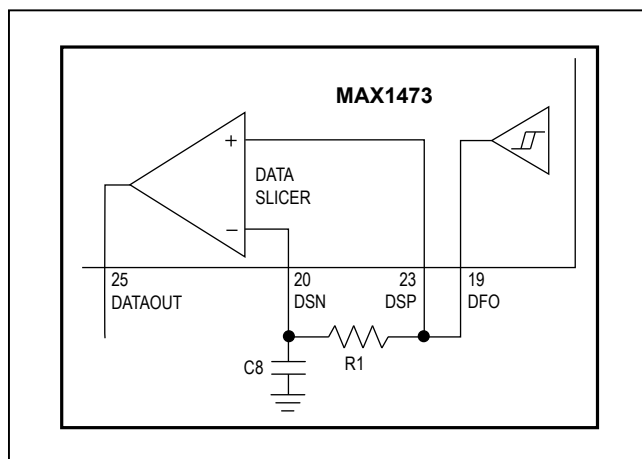 MAX1473
+
DATA
SLICER
−
25
DATAOUT
20
DSN
23
DSP
19
DFO
C8
R1